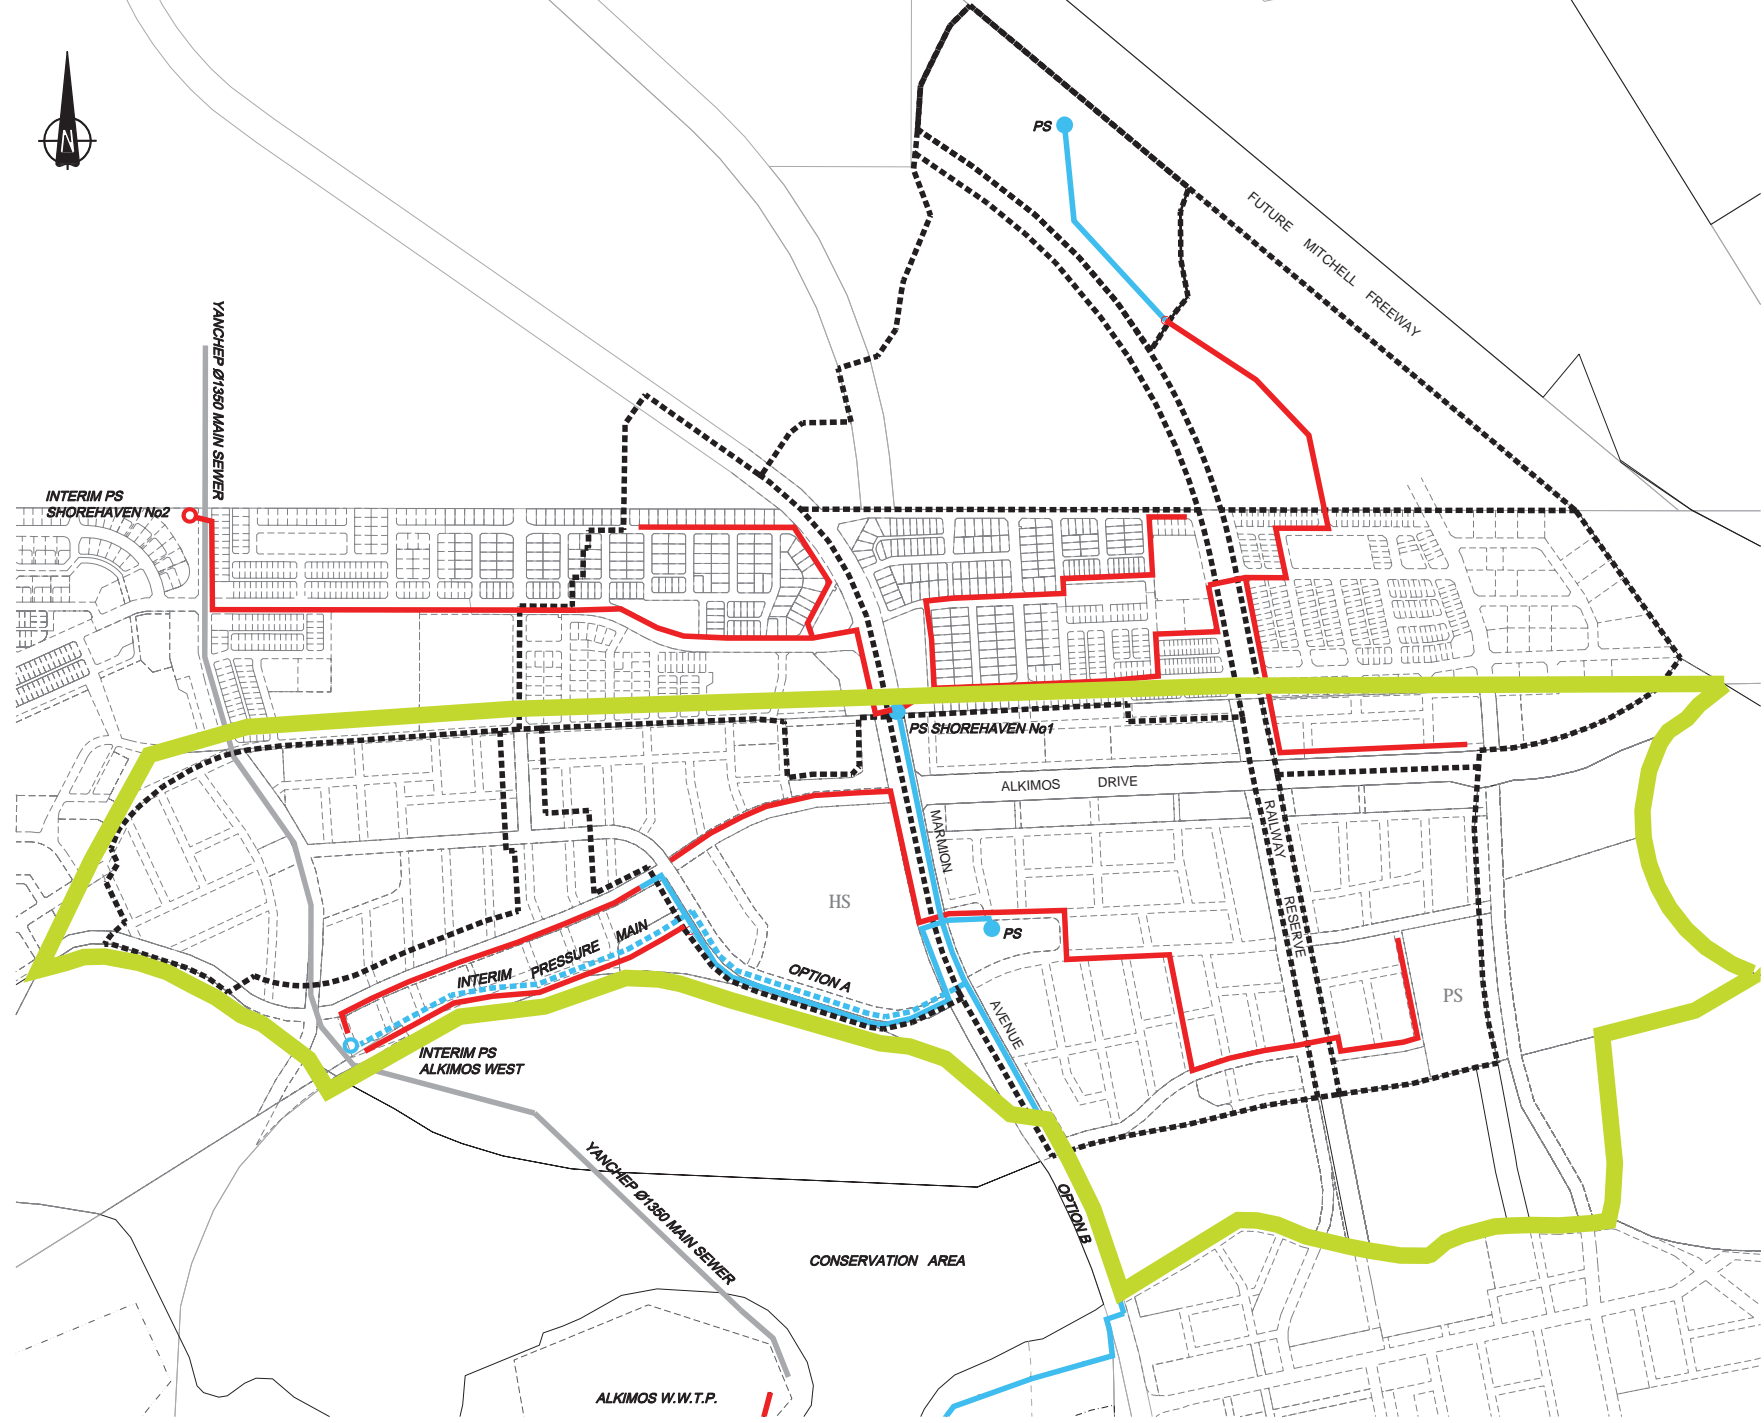 N
PS
FUTURE MITCHELL FREEWAY
YANCHEP Ø1350 MAIN SEWER
INTERIM PS
SHOREHAVEN No2
PS SHOREHAVEN No1
ALKIMOS DRIVE
MARMION
RAILWAY
HS
RESERVE
PS
INTERIM PRESSURE MAIN
OPTION A
PS
AVENUE
INTERIM PS
ALKIMOS WEST
YANCHEP Ø1350 MAIN SEWER
OPTION B
CONSERVATION AREA
ALKIMOS W.W.T.P.